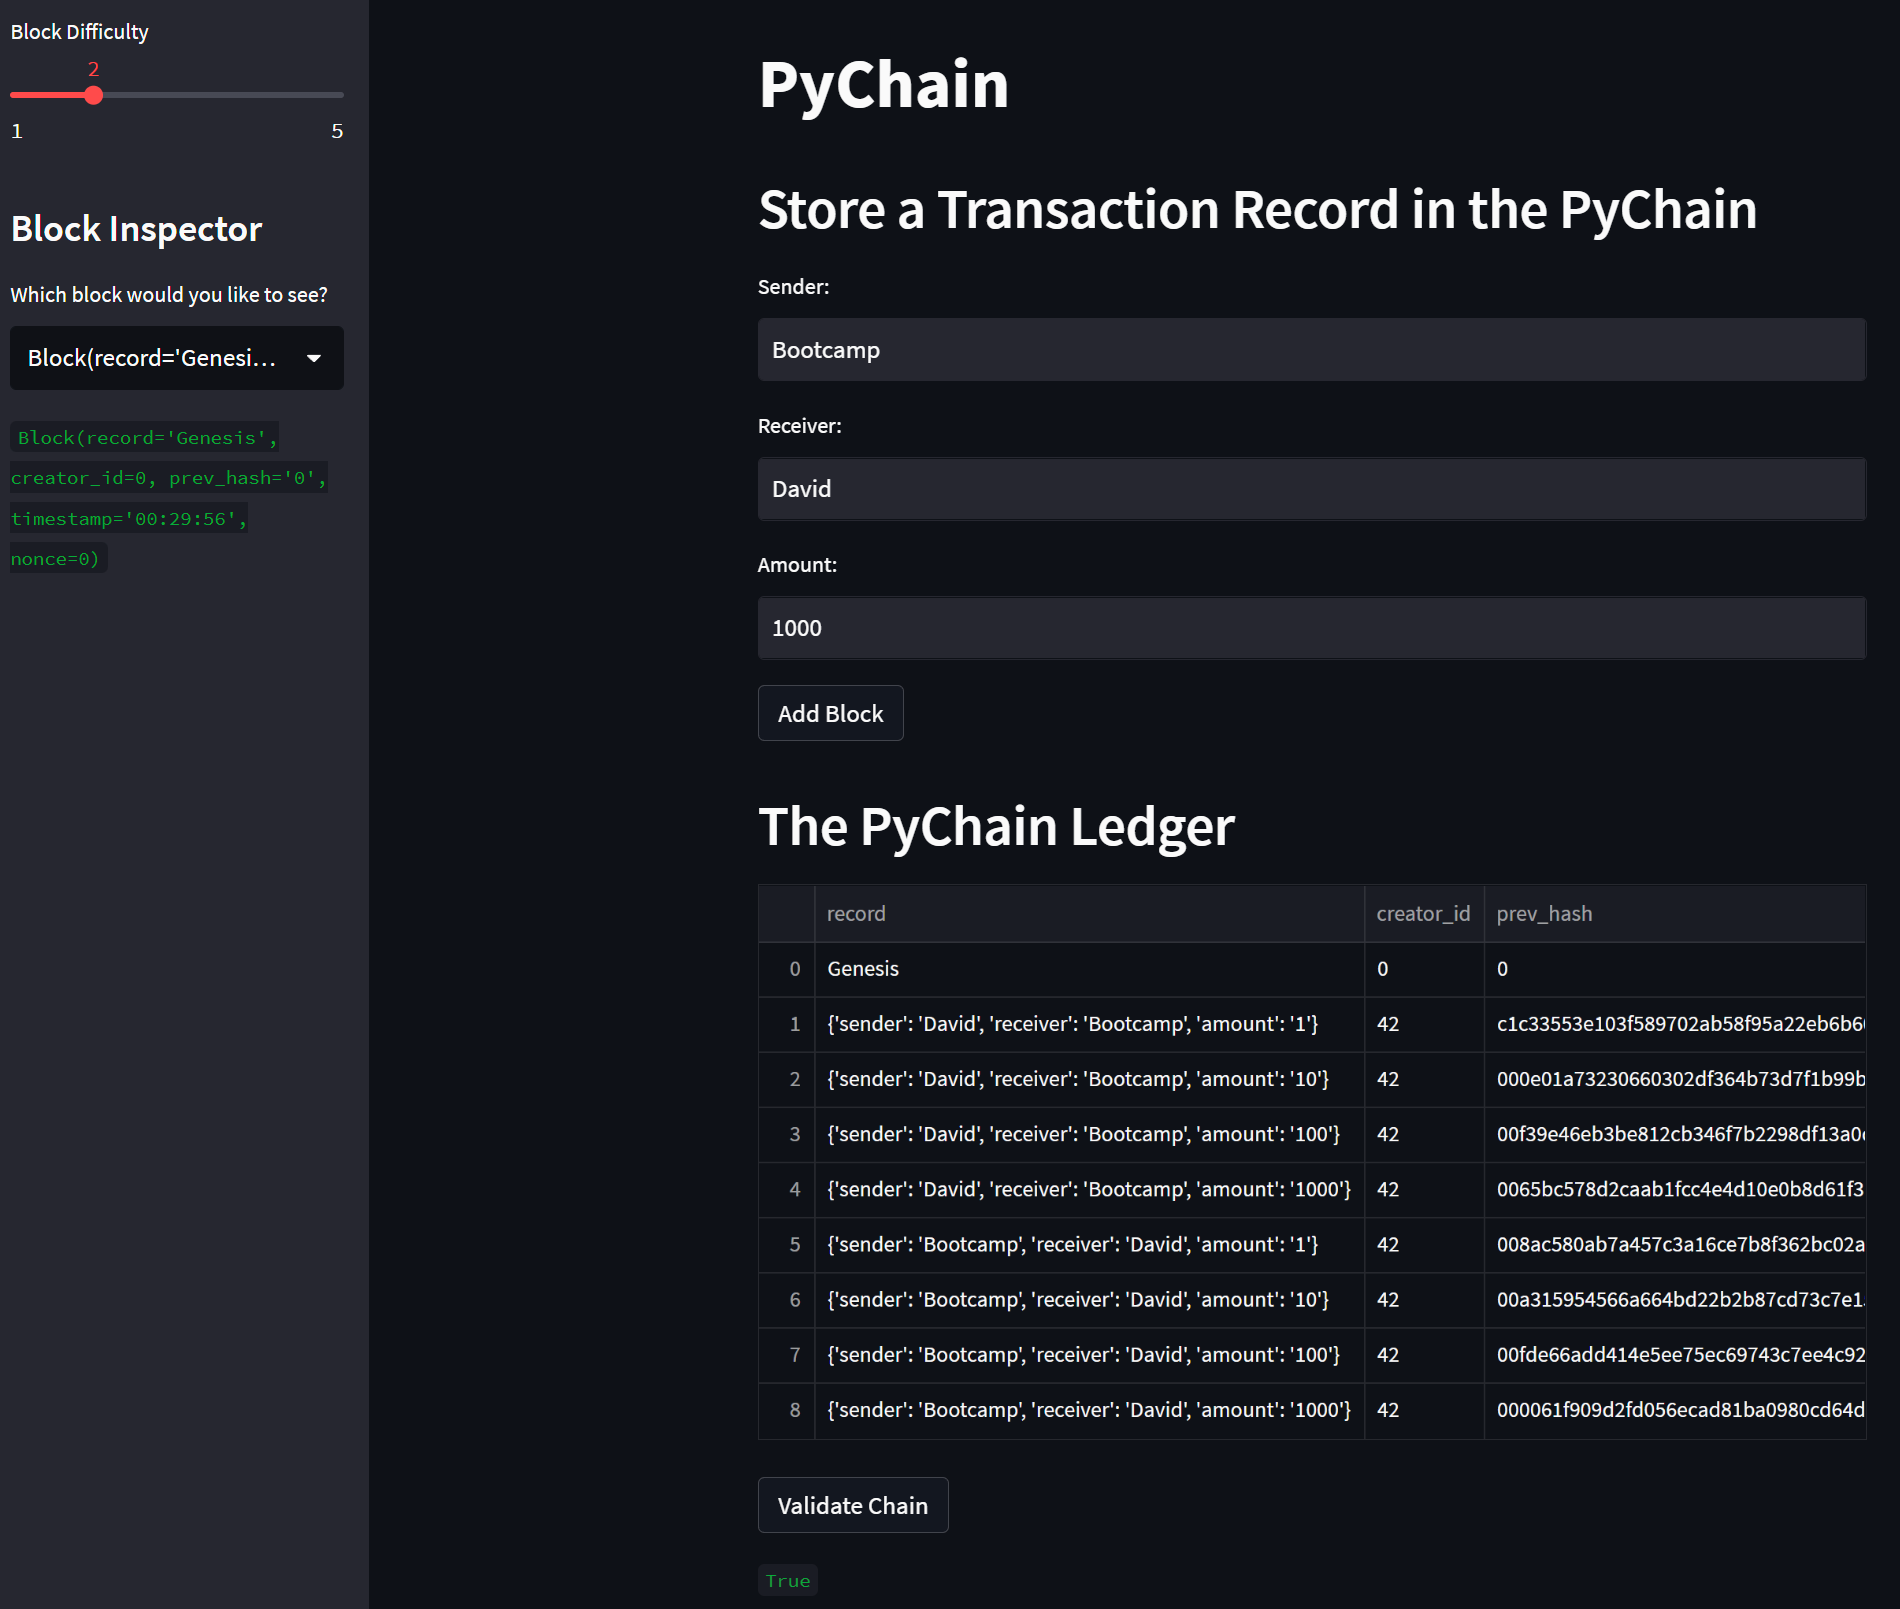 Block Difficulty
2
1 5
Block Inspector
Which block would you like to see?
Block(record='Genesi...
Block(record='Genesis',
creator_id=0, prev_hash='0',
timestamp='00:29:56',
nonce=0)
PyChain
Store a Transaction Record in the PyChain
Sender:
Bootcamp
Receiver:
David
Amount:
1000
Add Block
The PyChain Ledger
record creator_id prev_hash
0 Genesis 0 0
1 {'sender': 'David', 'receiver': 'Bootcamp', 'amount': '1'} 42 c1c33553e103f589702ab58f95a22eb6b6
2 {'sender': 'David', 'receiver': 'Bootcamp', 'amount': '10'} 42 000e01a73230660302df364b73d7f1b99b
3 {'sender': 'David', 'receiver': 'Bootcamp', 'amount': '100'} 42 00f39e46eb3be812cb346f7b2298df13a0
4 {'sender': 'David', 'receiver': 'Bootcamp', 'amount': '1000'} 42 0065bc578d2caab1fcc4e4d10e0b8d61f3
5 {'sender': 'Bootcamp', 'receiver': 'David', 'amount': '1'} 42 008ac580ab7a457c3a16ce7b8f362bc02a
6 {'sender': 'Bootcamp', 'receiver': 'David', 'amount': '10'} 42 00a315954566a664bd22b2b87cd73c7e1
7 {'sender': 'Bootcamp', 'receiver': 'David', 'amount': '100'} 42 00fde66add414e5ee75ec69743c7ee4c92
8 {'sender': 'Bootcamp', 'receiver': 'David', 'amount': '1000'} 42 000061f909d2fd056ecad81ba0980cd64d
Validate Chain
True